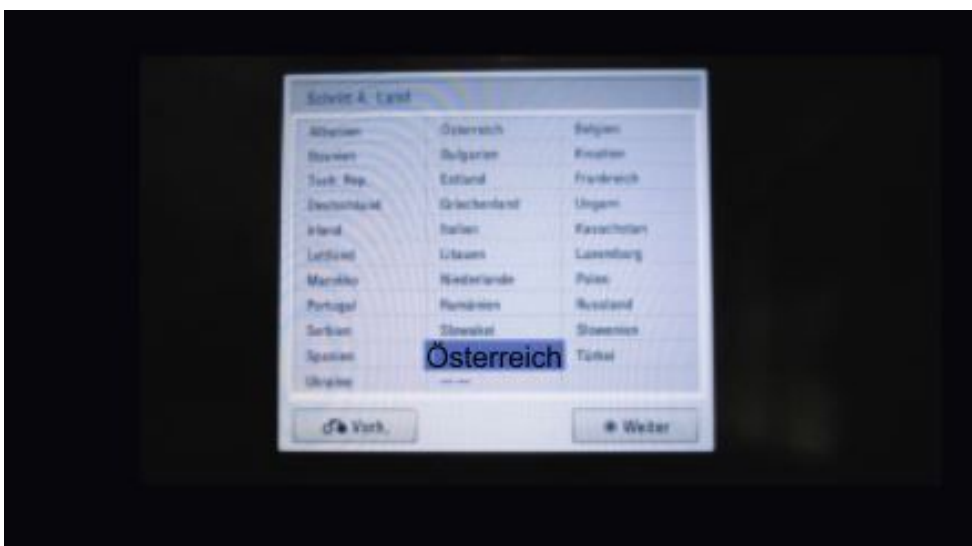 Schritt 4. Land
Albanien Österreich Belgien
Bosnien Bulgarien Kroatien
Tsch. Rep. Estland Frankreich
Deutschland Griechenland Ungarn
Irland Italien Kasachstan
Lettland Litauen Luxemburg
Marokko Niederlande Polen
Portugal Rumänien Russland
Serbien Slowakei Slowenien
Spanien Österreich Türkei
Ukraine -- --
Vorh. Weiter